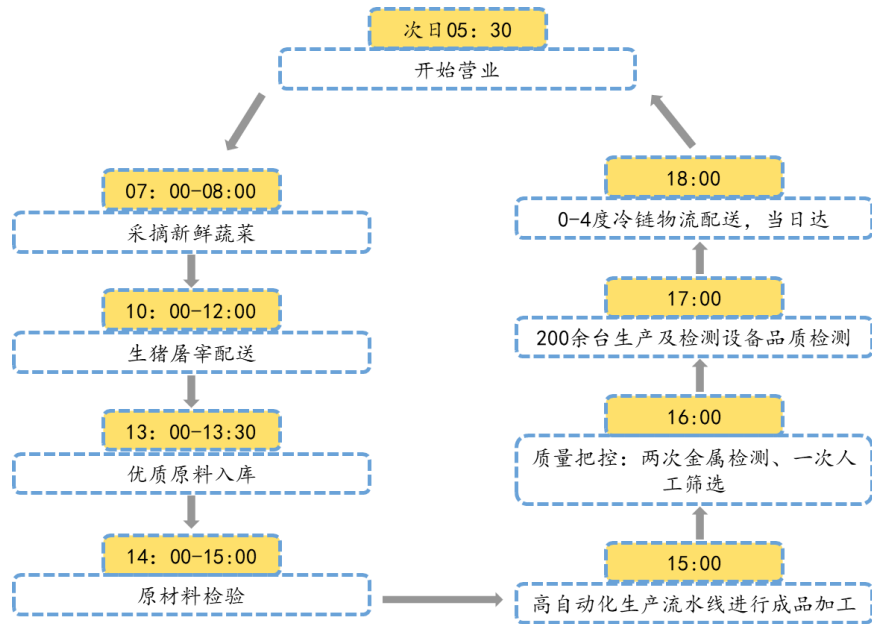 次日05：30
开始营业
07：00-08:00
采摘新鲜蔬菜
10：00-12:00
生猪屠宰配送
13：00-13:30
优质原料入库
14：00-15:00
原材料检验
15:00
高自动化生产流水线进行成品加工
16:00
质量把控：两次金属检测、一次人
工筛选
17:00
200余台生产及检测设备品质检测
18:00
0-4度冷链物流配送，当日达